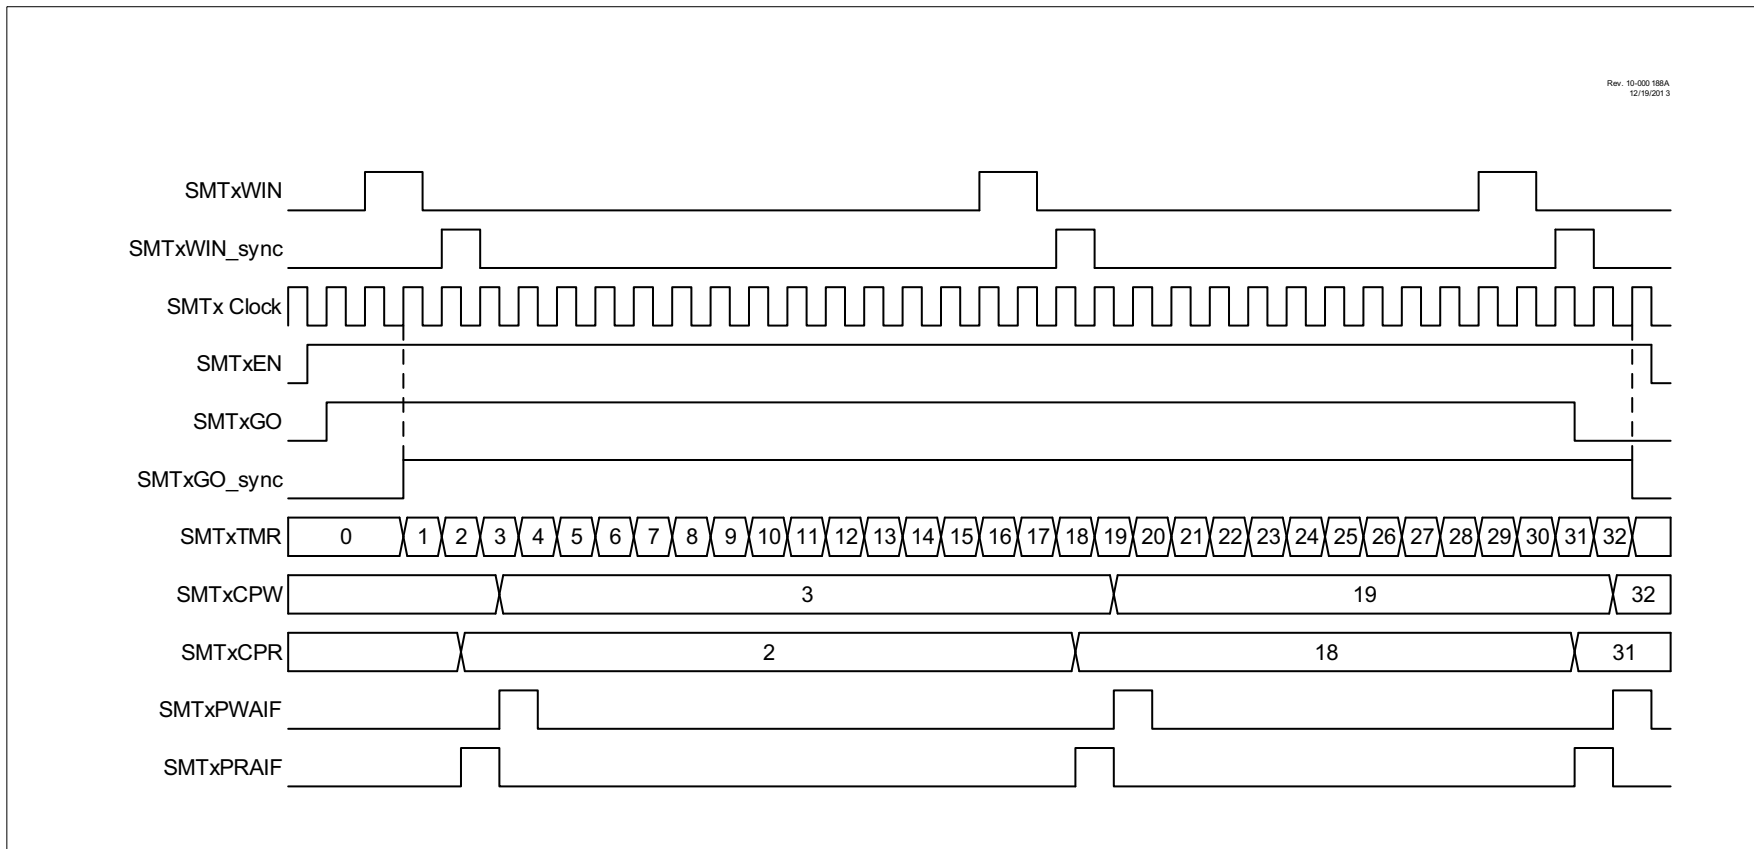 Rev. 10-000 188A
12/19/201 3
SMTxWIN
SMTxWIN_sync
SMTx Clock
SMTxEN
SMTxGO
SMTxGO_sync
SMTxTMR 0 1 2 3 4 5 6 7 8 9 10 11 12 13 14 15 16 17 18 19 20 21 22 23 24 25 26 27 28 29 30 31 32
SMTxCPW 3 19 32
SMTxCPR 2 18 31
SMTxPWAIF
SMTxPRAIF